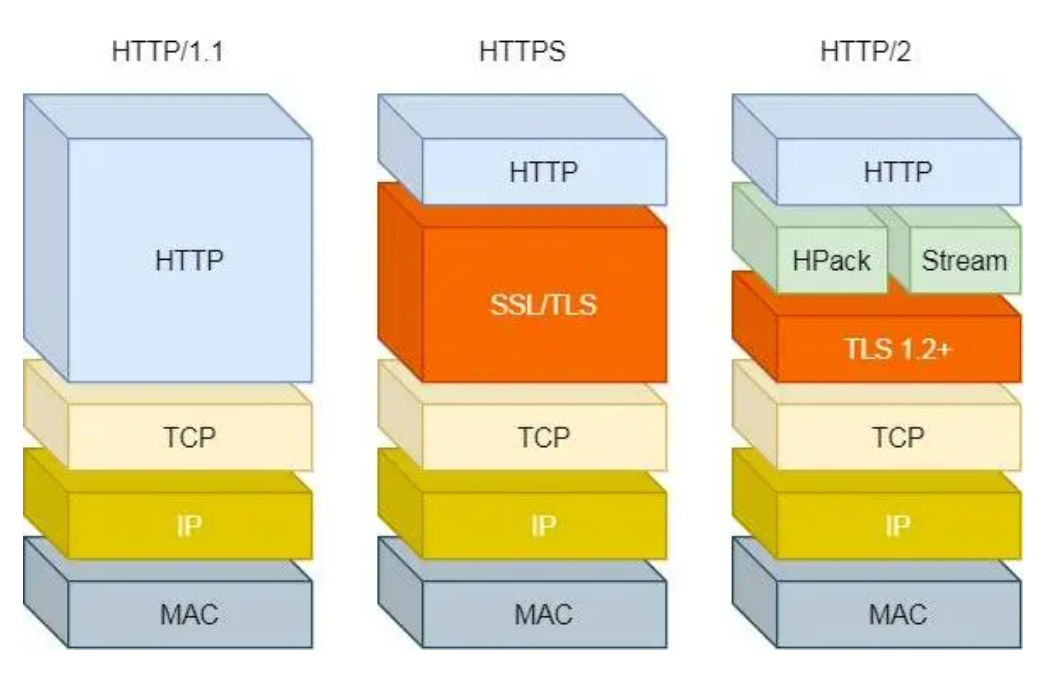 HTTP/1.1
HTTP
TCP
IP
MAC
HTTPS
HTTP
SSL/TLS
TCP
IP
MAC
HTTP/2
HTTP
HPack Stream
TLS 1.2+
TCP
IP
MAC